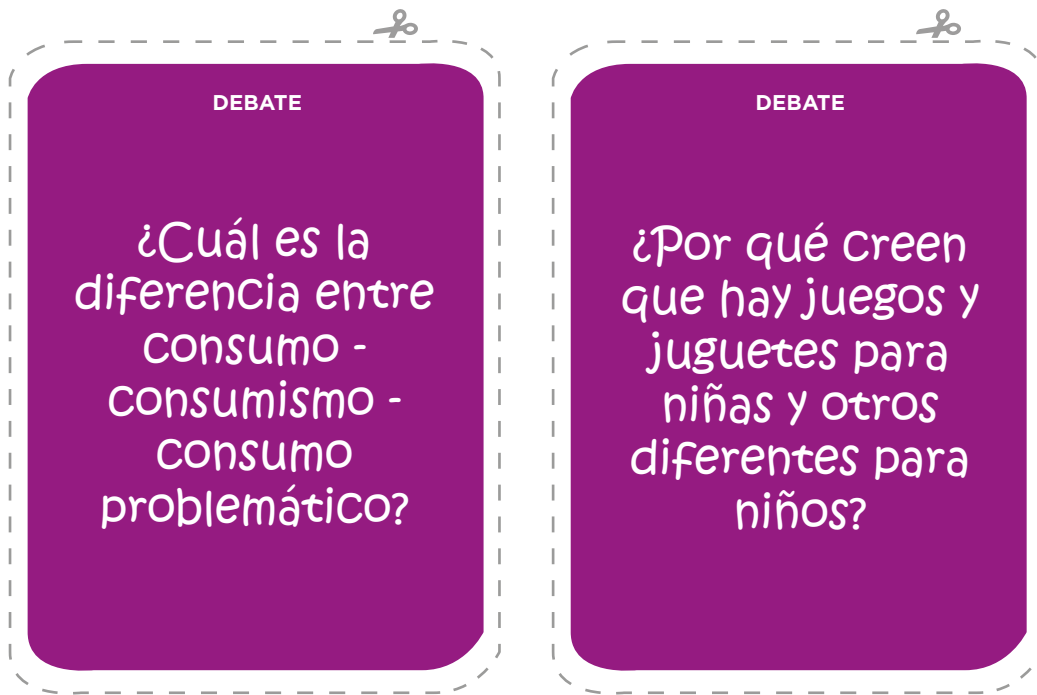 DEBATE
¿Cuál es la
diferencia entre
consumo -
consumismo -
consumo
problemático?
DEBATE
¿Por qué creen
que hay juegos y
juguetes para
niñas y otros
diferentes para
niños?